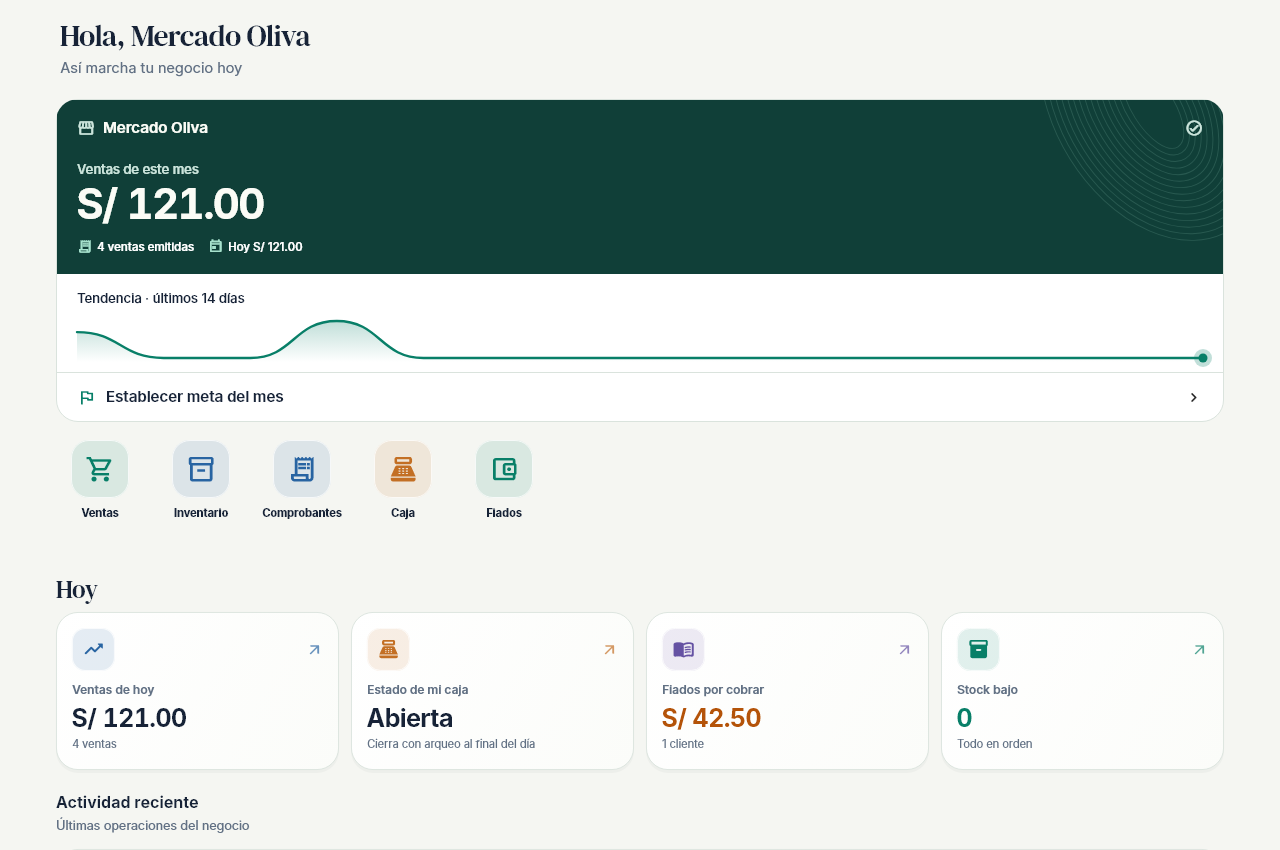 Hola, Mercado Oliva
Así marcha tu negocio hoy
Mercado Oliva
Ventas de este mes
S/ 121.00
4 ventas emitidas Hoy S/ 121.00
Tendencia · últimos 14 días
Establecer meta del mes
Ventas Inventario Comprobantes Caja Fiados
Hoy
Ventas de hoy
S/ 121.00
4 ventas
Estado de mi caja
Abierta
Cierra con arqueo al final del día
Fiados por cobrar
S/ 42.50
1 cliente
Stock bajo
0
Todo en orden
Actividad reciente
Últimas operaciones del negocio